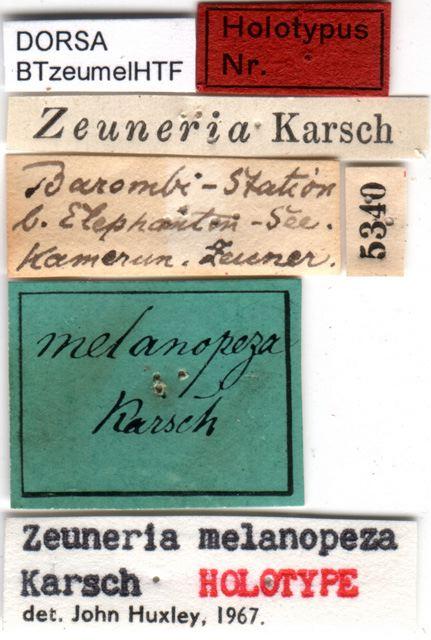 DORSA
BTzeumelHTF
Holotypus
Nr.
Zeuneria Karsch
Barombi-Station
b. Elephanten-See.
Kamerun. Zeuner.
5340
melanopeza
Karsch
Zeuneria melanopeza
Karsch HOLOTYPE
det. John Huxley, 1967.